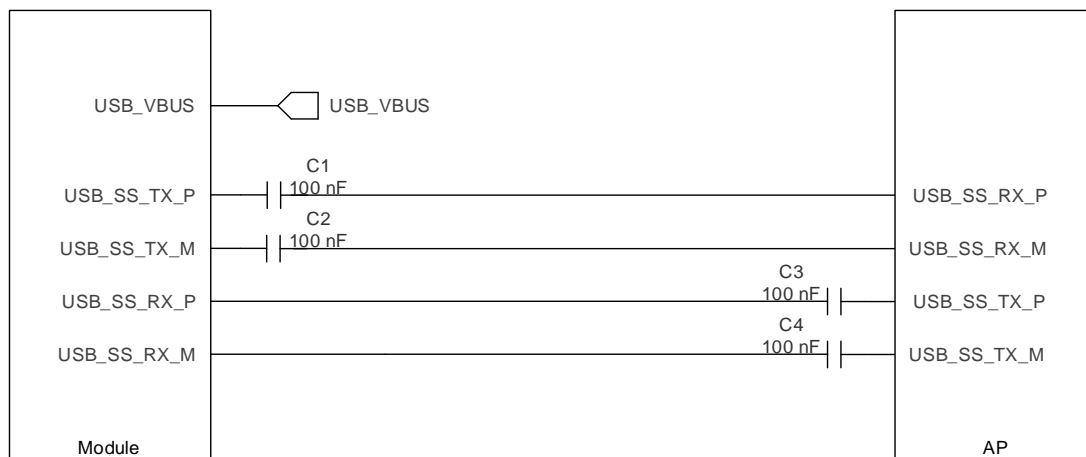 USB_VBUS
USB_VBUS
C1
USB_SS_TX_P
100 nF
USB_SS_RX_P
C2
USB_SS_TX_M
100 nF
USB_SS_RX_M
C3
USB_SS_RX_P
100 nF
USB_SS_TX_P
C4
USB_SS_RX_M
100 nF
USB_SS_TX_M
Module
AP